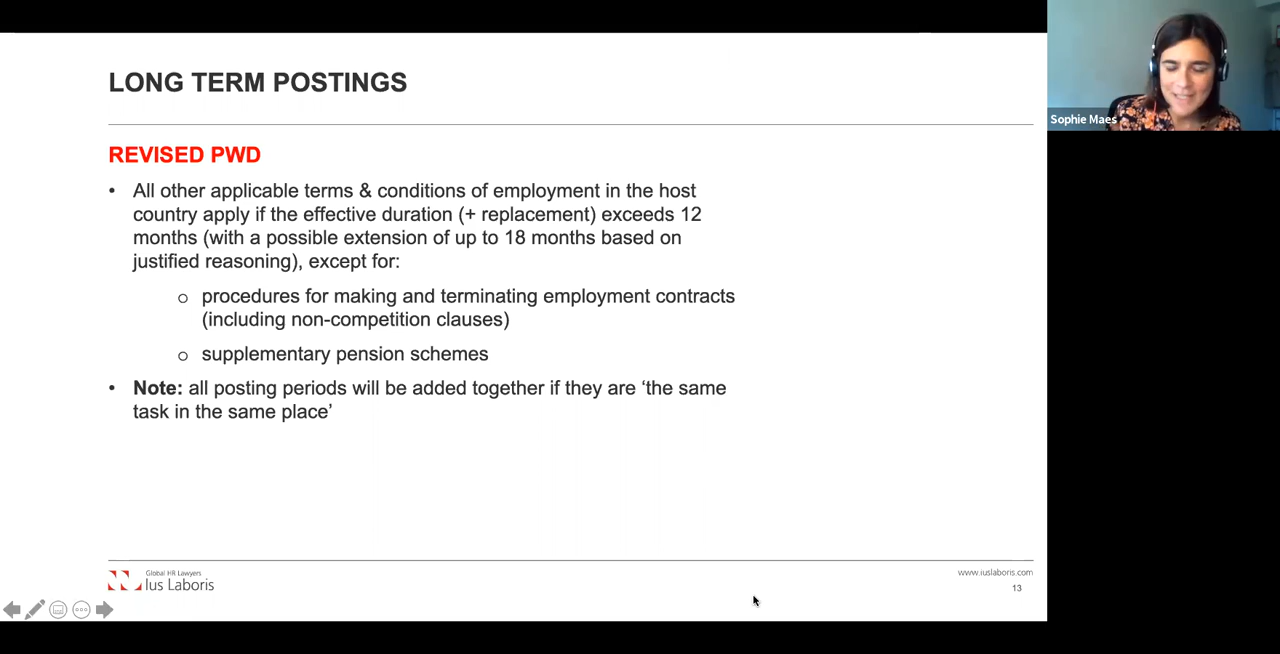 LONG TERM POSTINGS
REVISED PWD
• All other applicable terms & conditions of employment in the host
country apply if the effective duration (+ replacement) exceeds 12
months (with a possible extension of up to 18 months based on
justified reasoning), except for:
o procedures for making and terminating employment contracts
(including non-competition clauses)
o supplementary pension schemes
• Note: all posting periods will be added together if they are ‘the same
task in the same place’
Global HR Lawyers
Ius Laboris
www.iuslaboris.com
13
Sophie Maes